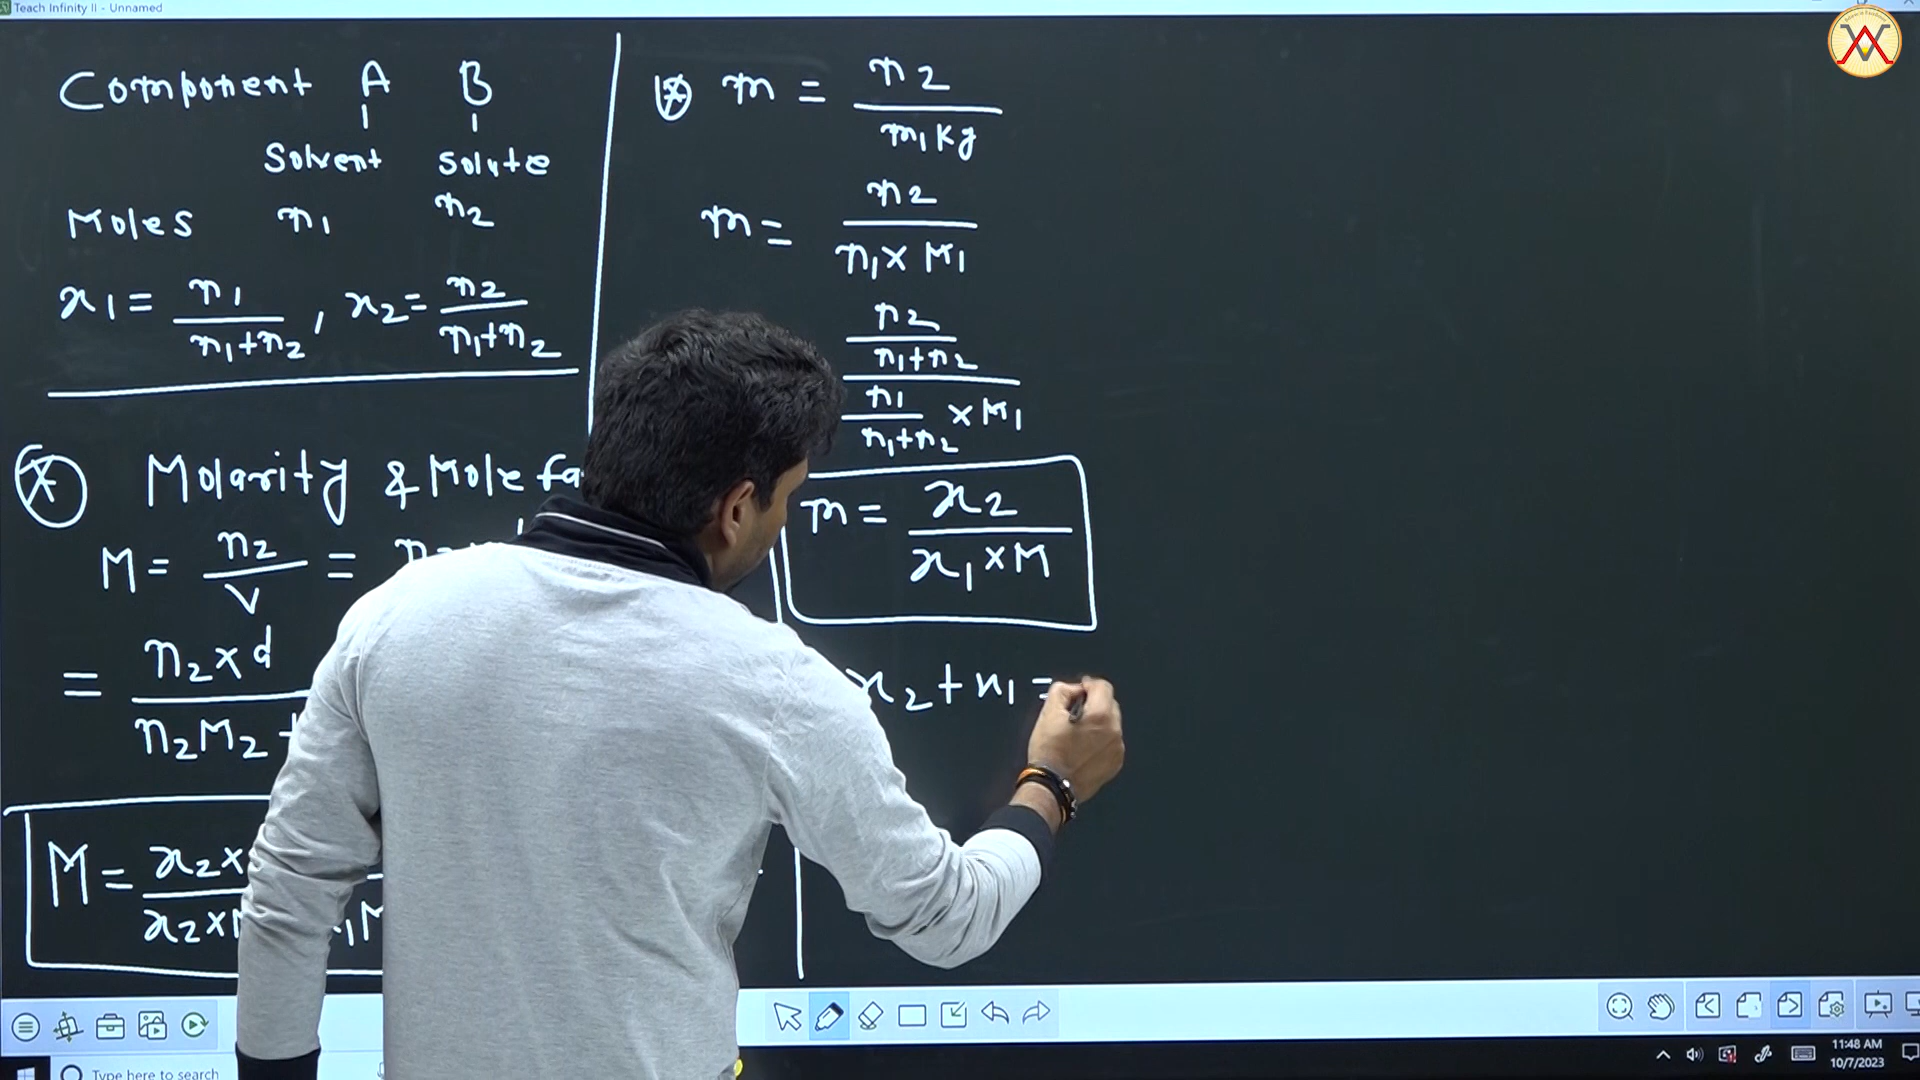 Teach Infinity II - Unnamed
Component A B
Solvent Solute
Moles n1 n2
x1 = n1 / n1+n2 , x2 = n2 / n1+n2
Molarity & Mole fa
M = n2 / V =
= n2 x d
n2M2 +
M = x2 x
x2 x
m = n2 / m1 kg
m = n2 / n1 x M1
n2 / n1+n2
n1 / n1+n2 x M1
m = x2 / x1 x M
x2 + x1 =
Type here to search
11:48 AM
10/7/2023